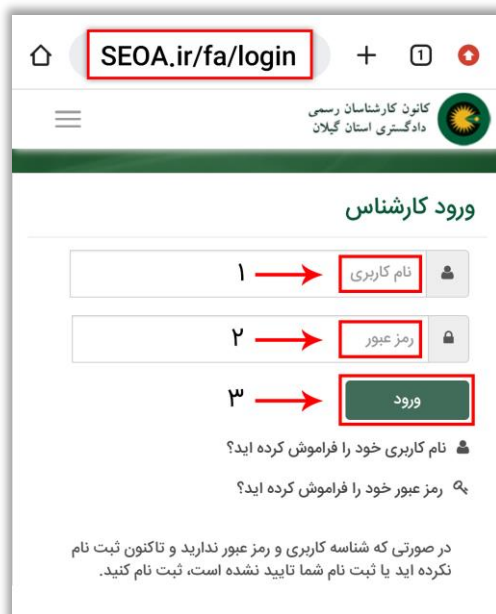 SEOA.ir/fa/login
1
کانون کارشناسان رسمی
دادگستری استان گیلان
ورود کارشناس
نام کاربری
۱
رمز عبور
۲
ورود
۳
نام کاربری خود را فراموش کرده اید؟
رمز عبور خود را فراموش کرده اید؟
در صورتی که شناسه کاربری و رمز عبور ندارید و تاکنون ثبت نام
نکرده اید یا ثبت نام شما تایید نشده است، ثبت نام کنید.